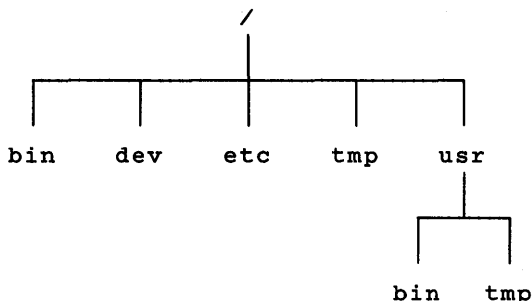 /
bin dev etc tmp usr
bin tmp